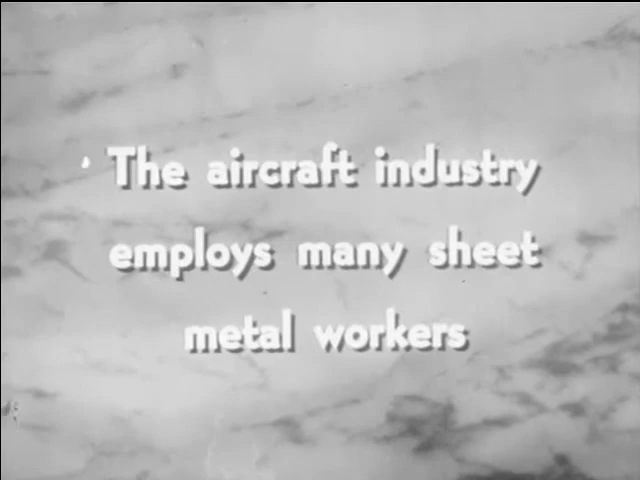 The aircraft industry
employs many sheet
metal workers